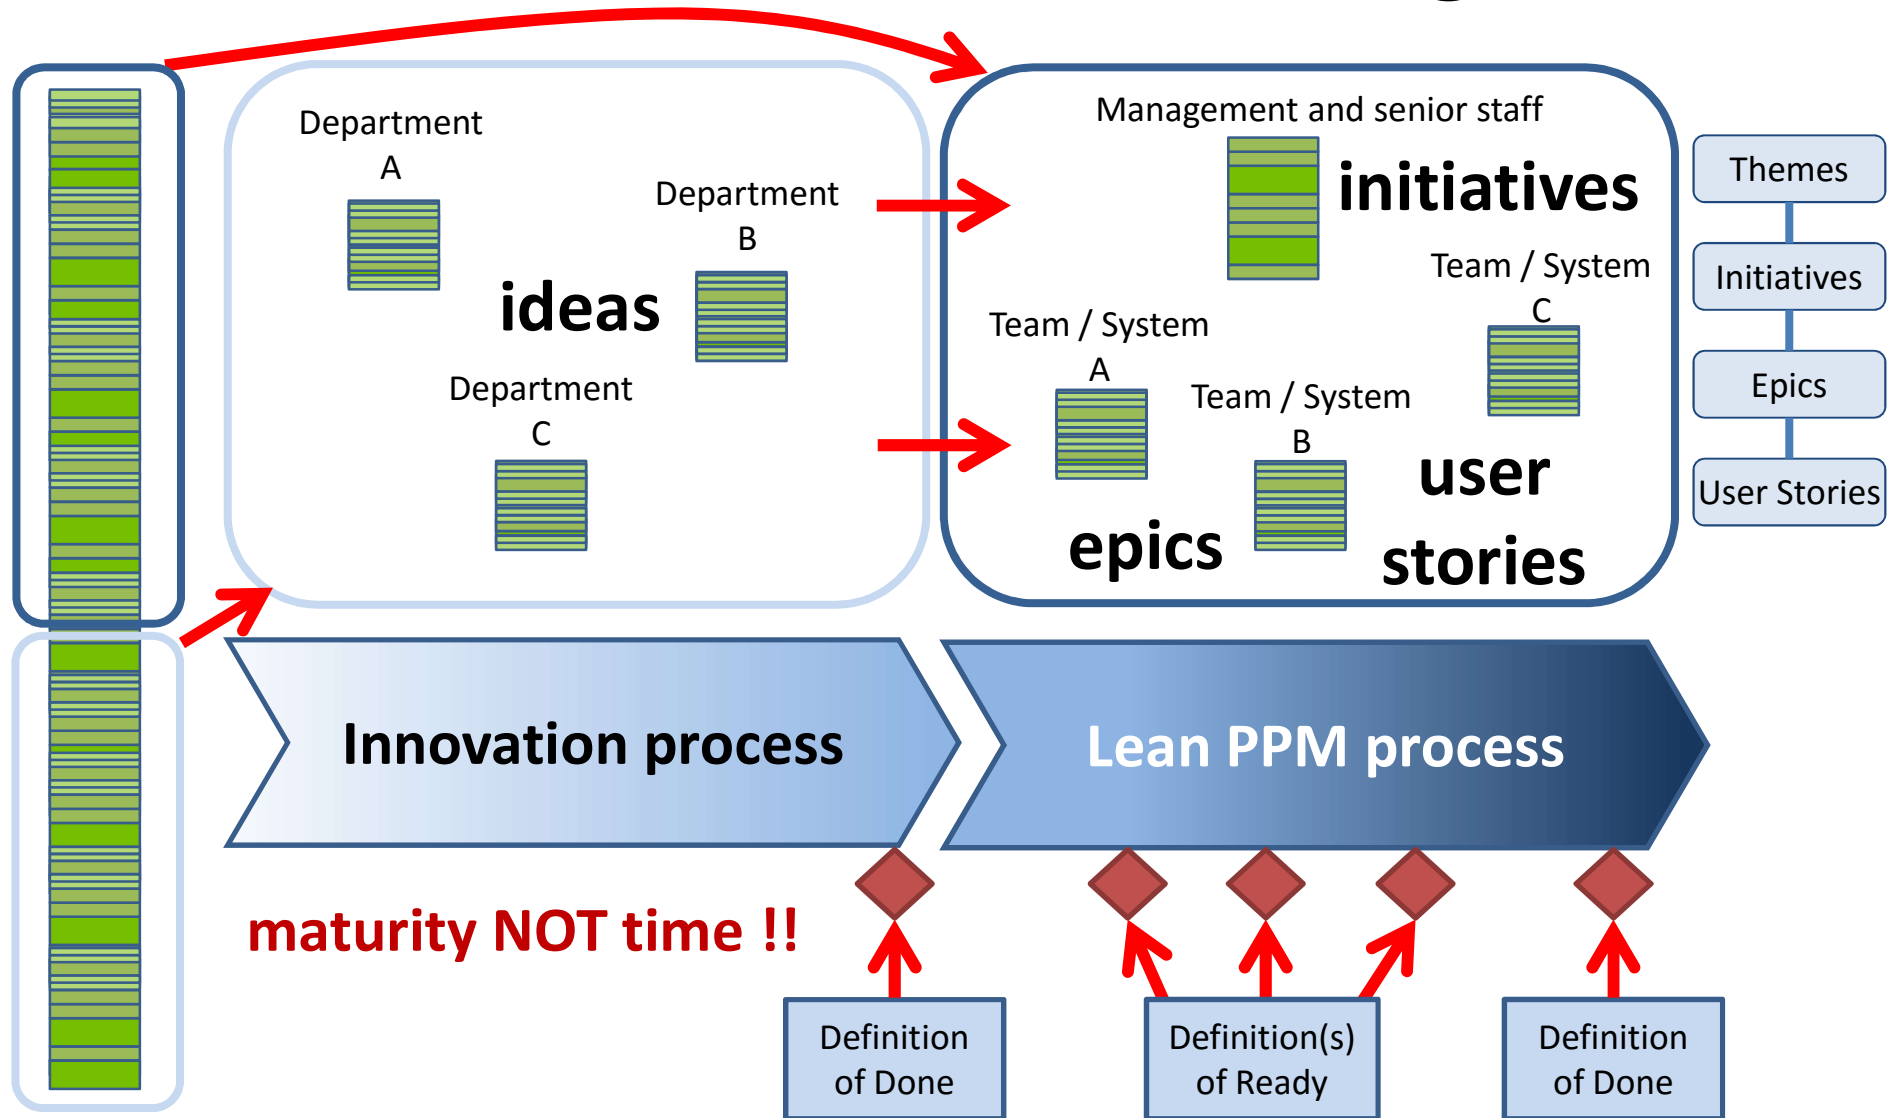 Department
A
Department
B
ideas
Department
C
Management and senior staff
initiatives
Team / System
C
Team / System
A
Team / System
B
user
stories
epics
Themes
Initiatives
Epics
User Stories
Innovation process
Lean PPM process
maturity NOT time !!
Definition
of Done
Definition(s)
of Ready
Definition
of Done